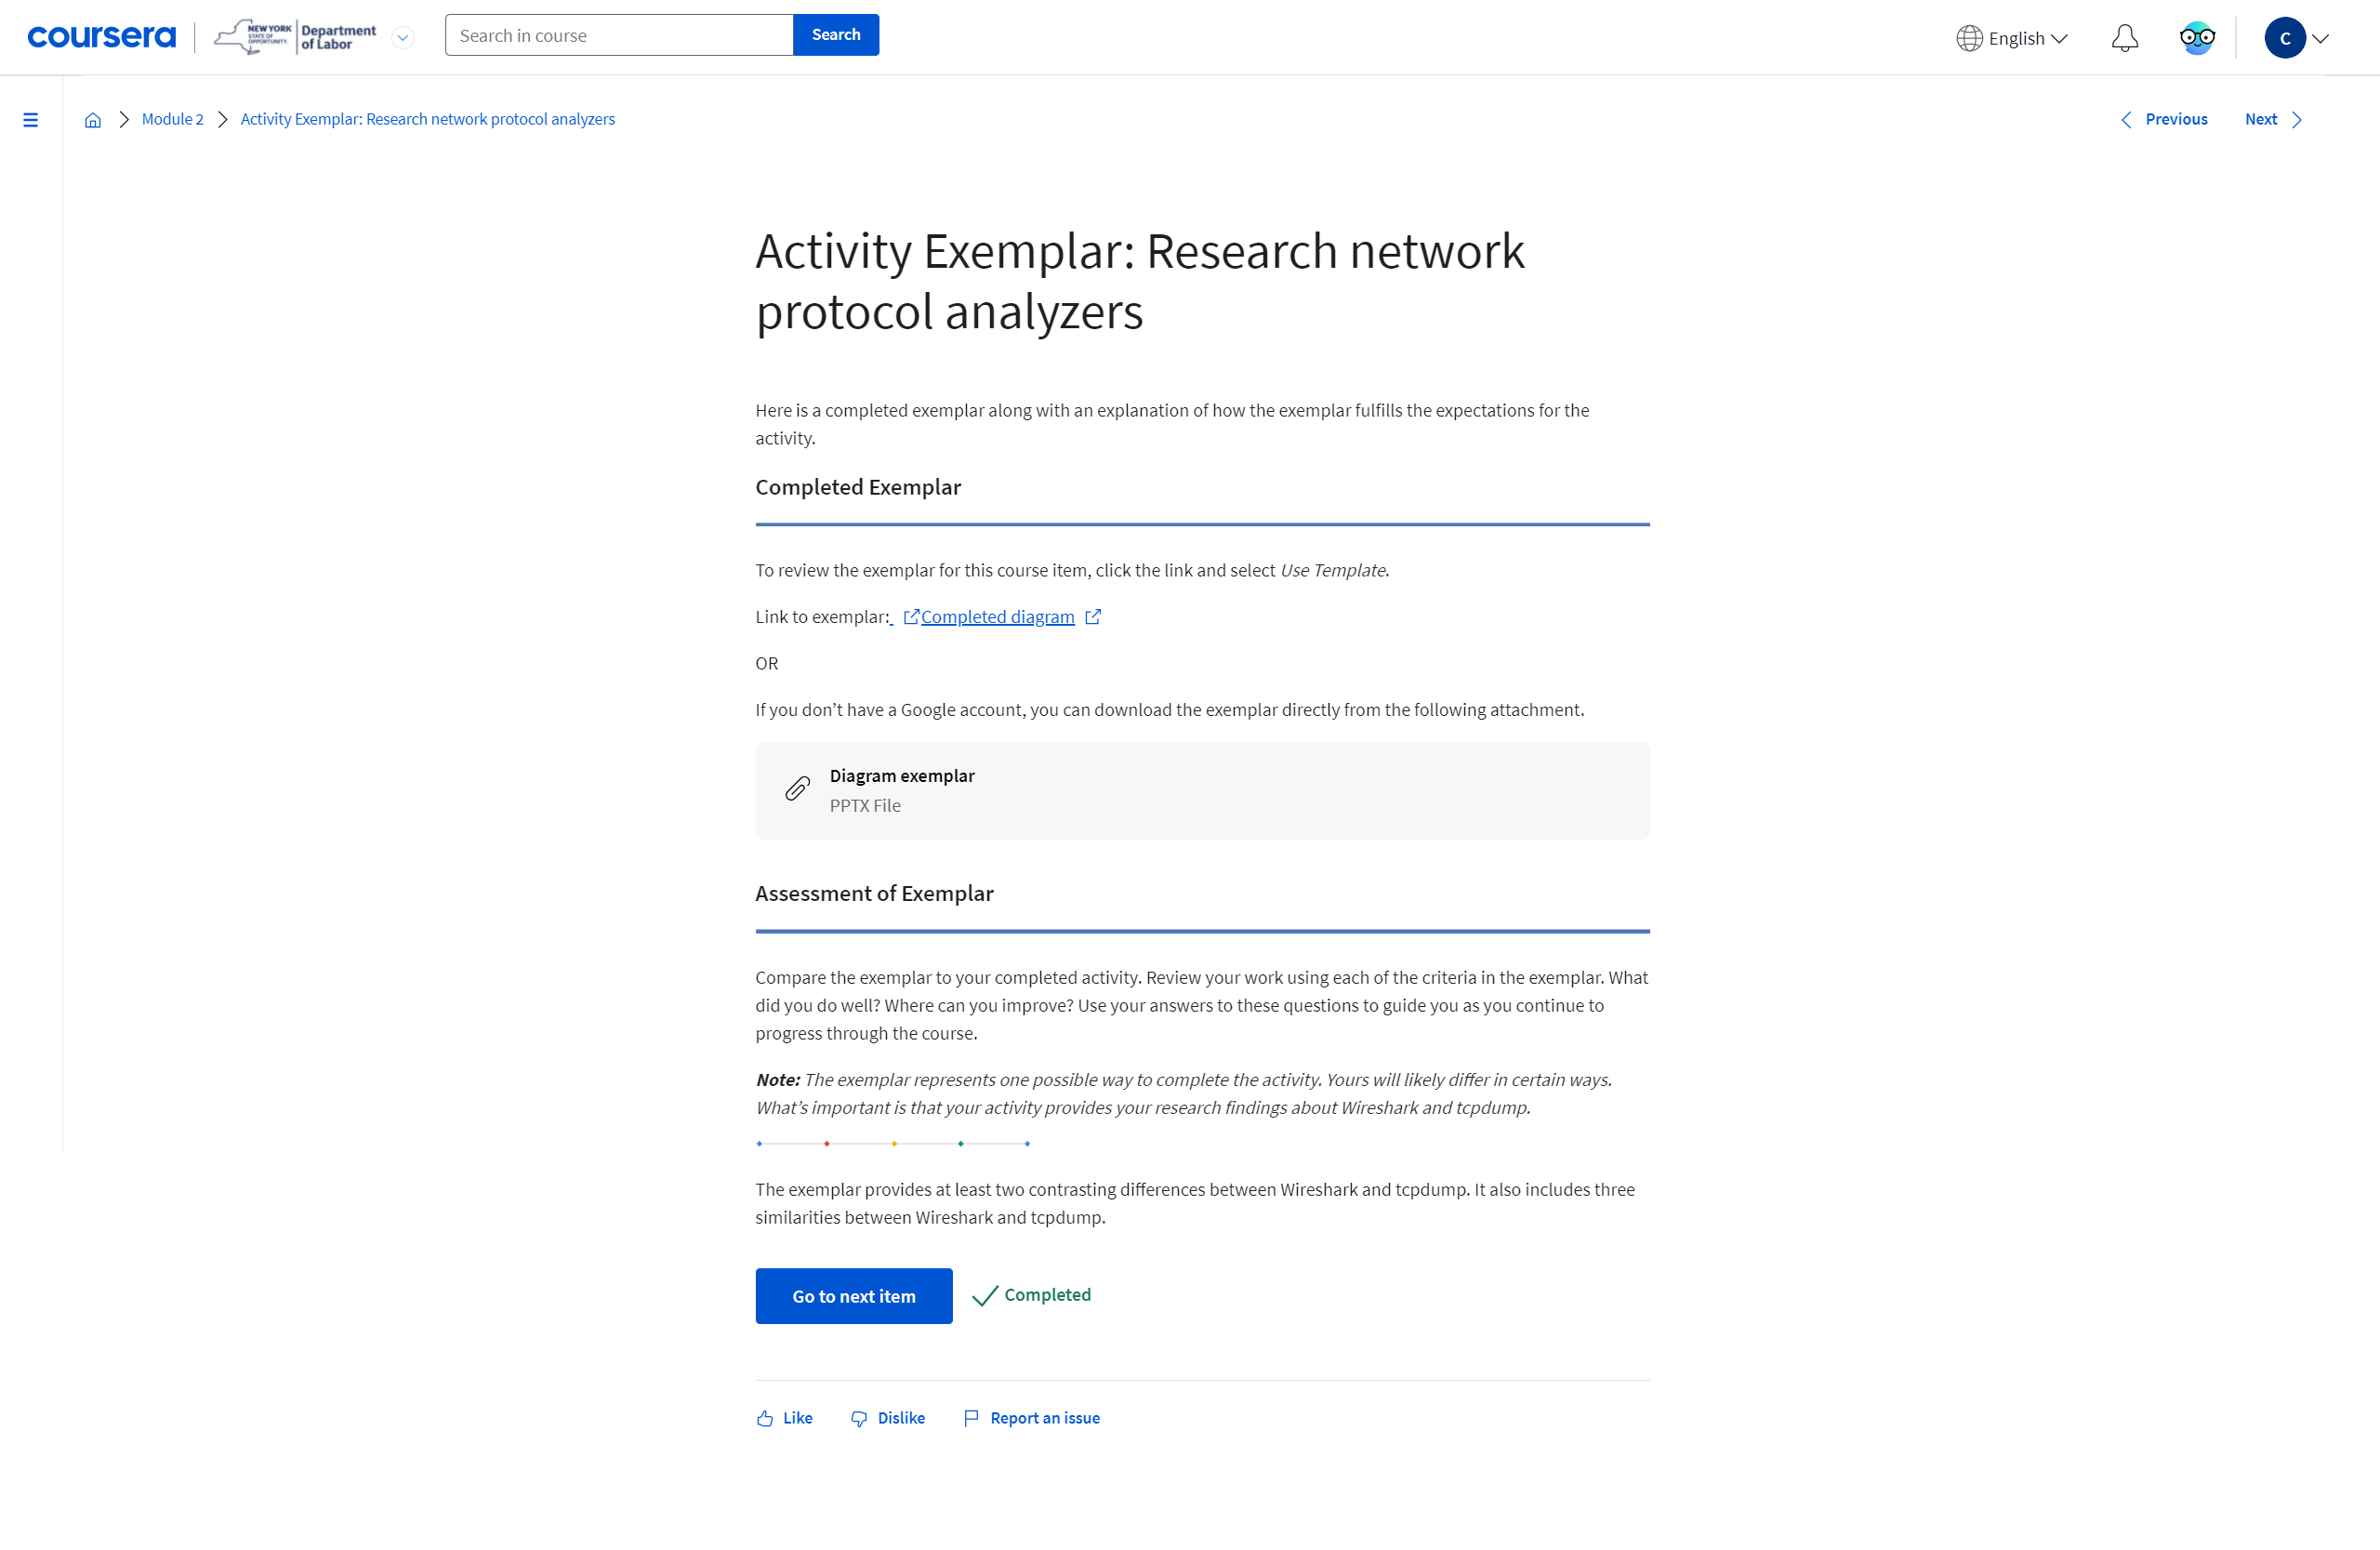 coursera
NEW YORK
STATE OF
OPPORTUNITY.
Department
of Labor
Search in course
Search
English
C
Module 2
Activity Exemplar: Research network protocol analyzers
Previous
Next
Activity Exemplar: Research network
protocol analyzers
Here is a completed exemplar along with an explanation of how the exemplar fulfills the expectations for the
activity.
Completed Exemplar
To review the exemplar for this course item, click the link and select Use Template.
Link to exemplar: Completed diagram
OR
If you don’t have a Google account, you can download the exemplar directly from the following attachment.
Diagram exemplar
PPTX File
Assessment of Exemplar
Compare the exemplar to your completed activity. Review your work using each of the criteria in the exemplar. What
did you do well? Where can you improve? Use your answers to these questions to guide you as you continue to
progress through the course.
Note: The exemplar represents one possible way to complete the activity. Yours will likely differ in certain ways.
What’s important is that your activity provides your research findings about Wireshark and tcpdump.
The exemplar provides at least two contrasting differences between Wireshark and tcpdump. It also includes three
similarities between Wireshark and tcpdump.
Go to next item
Completed
Like
Dislike
Report an issue